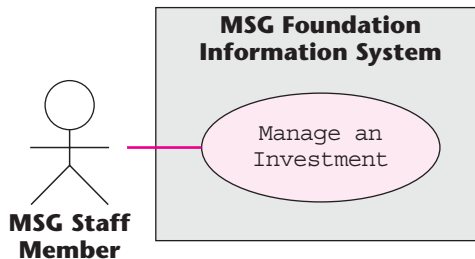 MSG Foundation
Information System
Manage an
Investment
MSG Staff
Member